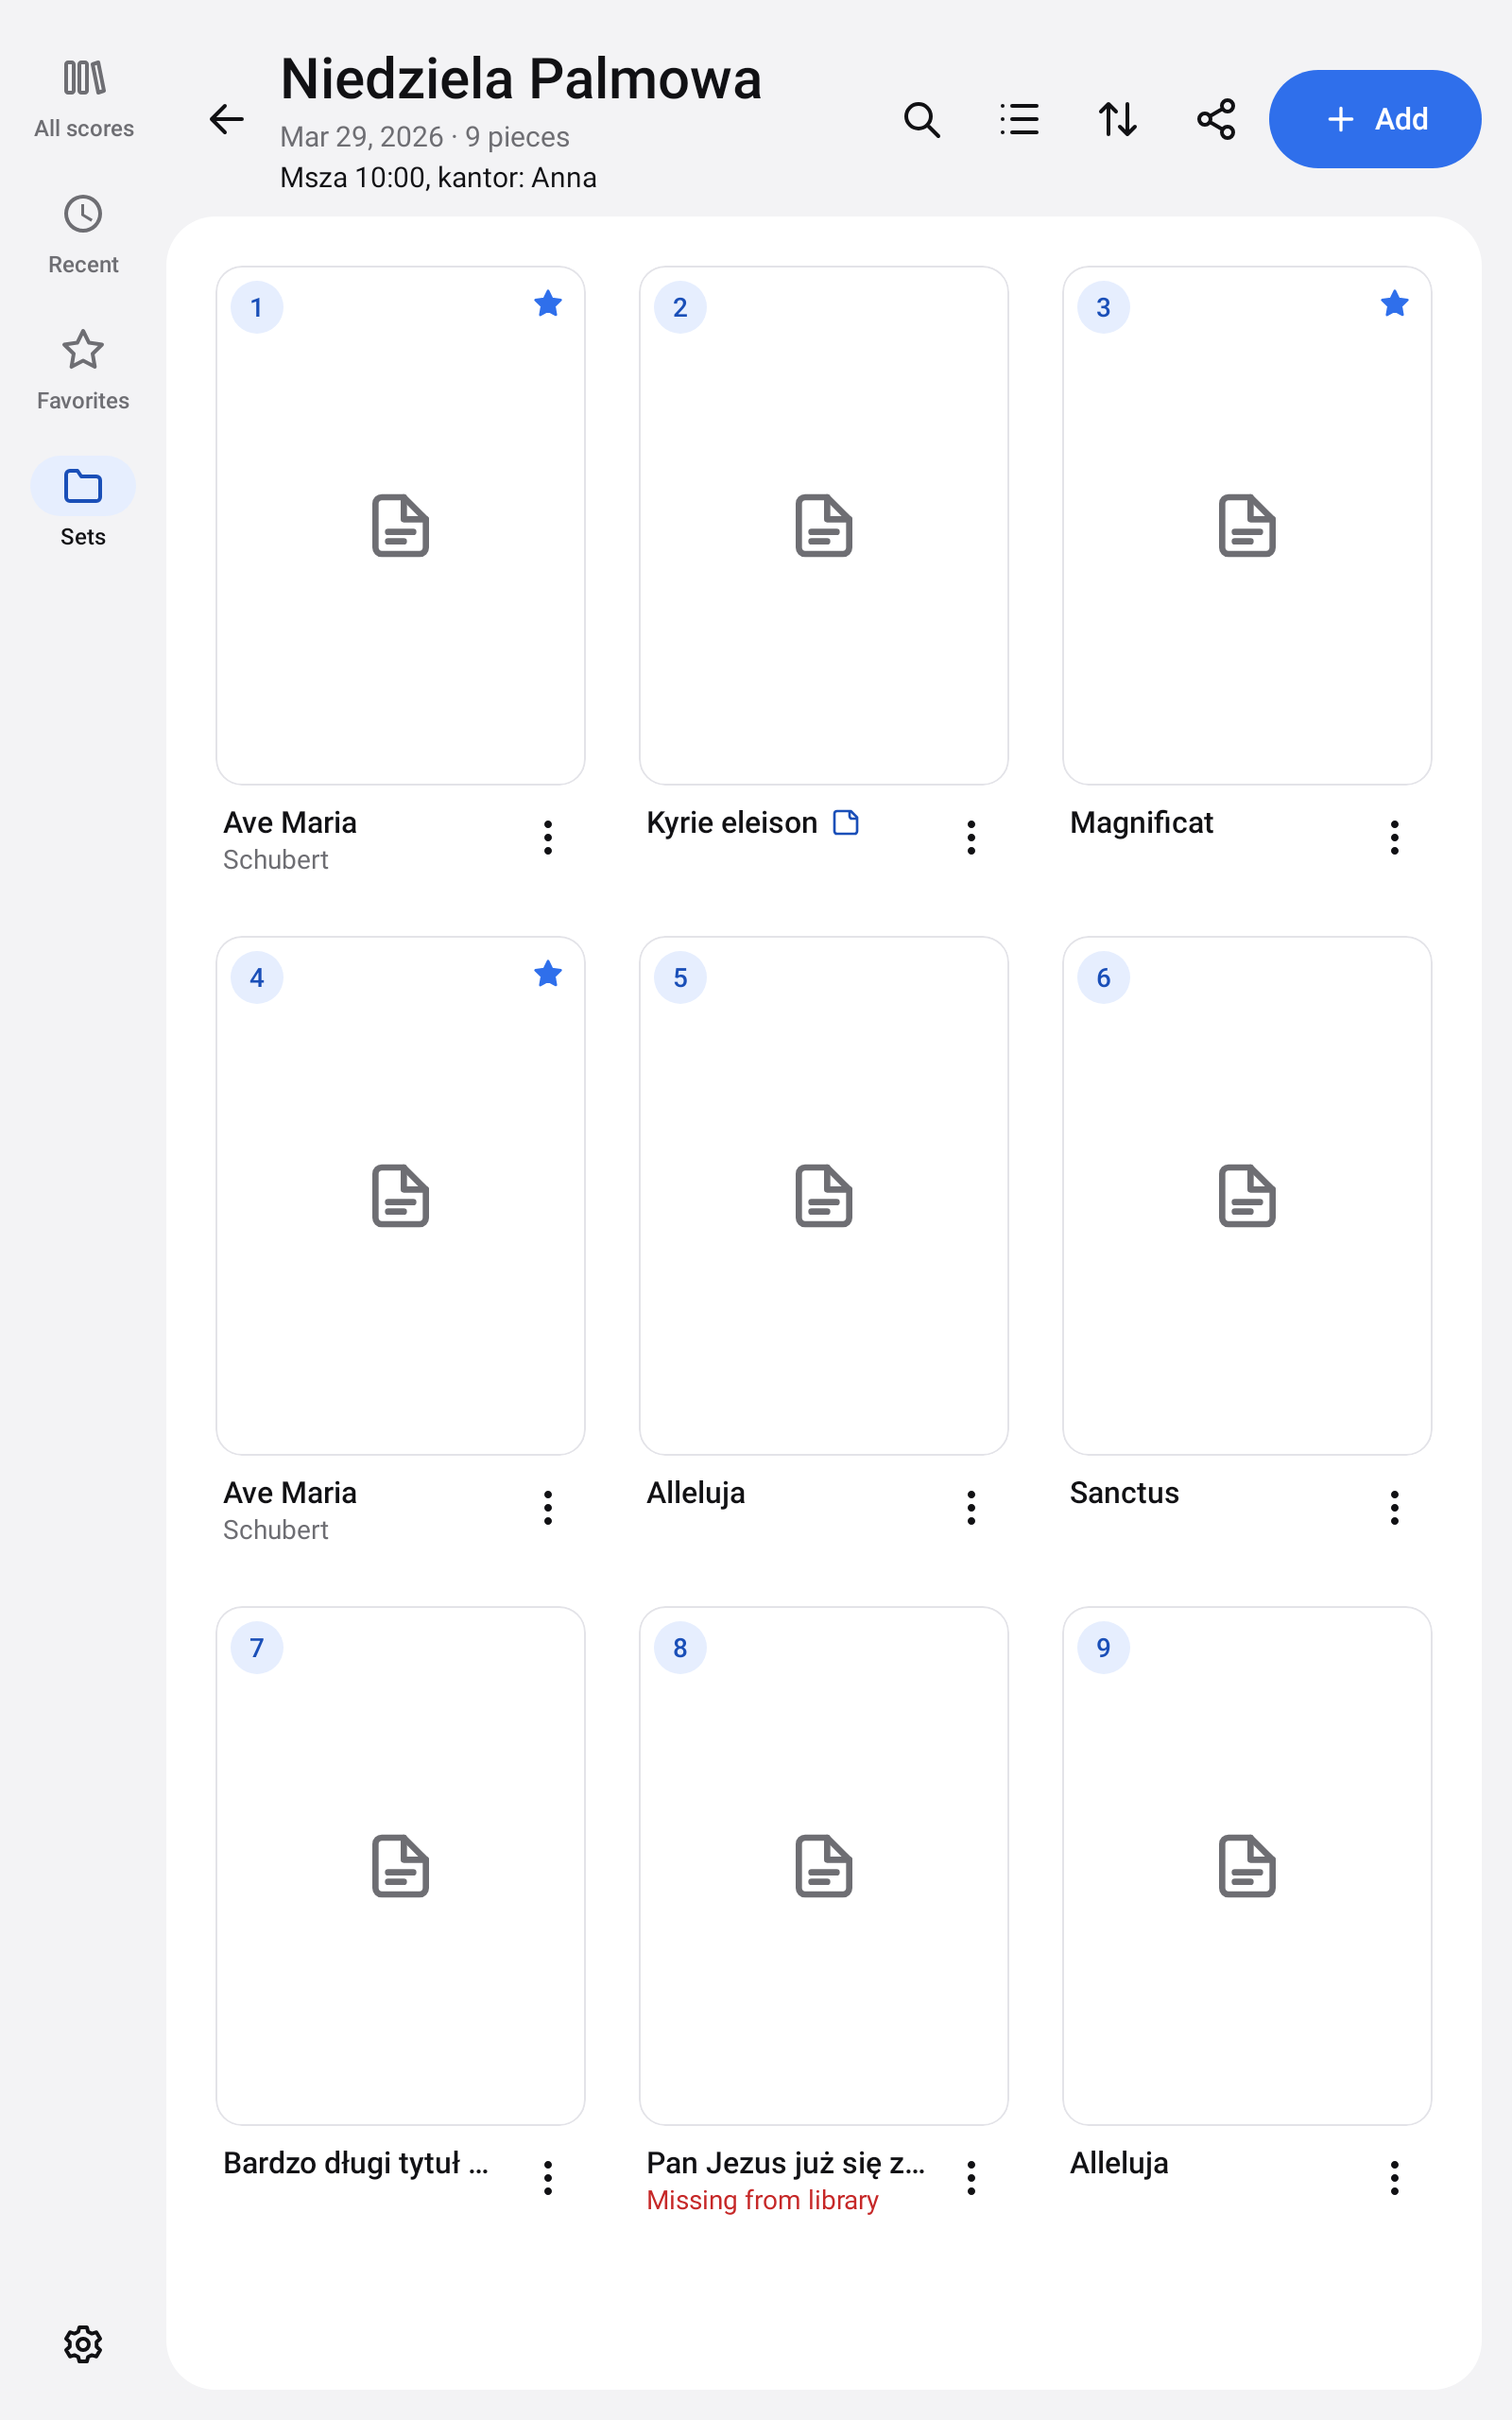 All scores
Recent
Favorites
Sets
Niedziela Palmowa
Mar 29, 2026 · 9 pieces
Msza 10:00, kantor: Anna
Add
1
2
3
Ave Maria
Schubert
Kyrie eleison
Magnificat
4
5
6
Ave Maria
Schubert
Alleluja
Sanctus
7
8
9
Bardzo długi tytuł ...
Pan Jezus już się z...
Missing from library
Alleluja